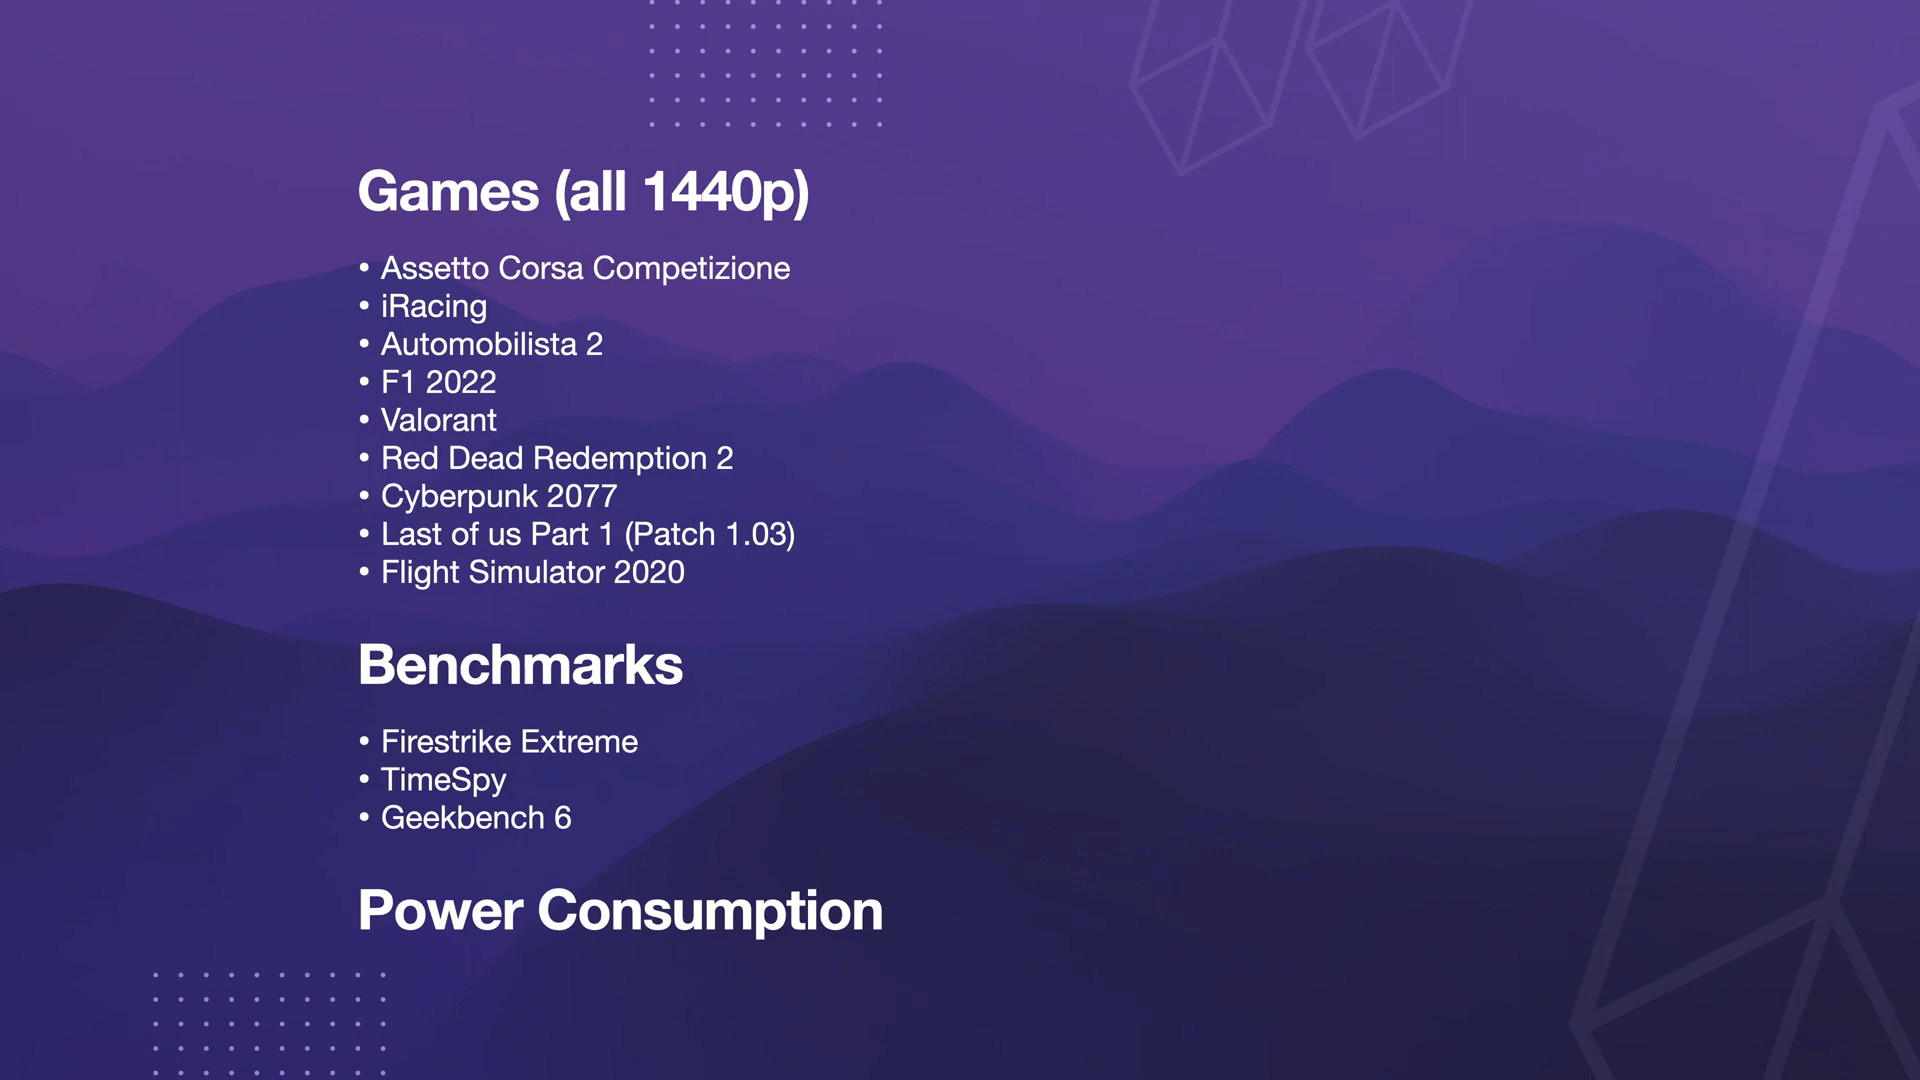 Games (all 1440p)
• Assetto Corsa Competizione
• iRacing
• Automobilista 2
• F1 2022
• Valorant
• Red Dead Redemption 2
• Cyberpunk 2077
• Last of us Part 1 (Patch 1.03)
• Flight Simulator 2020
Benchmarks
• Firestrike Extreme
• TimeSpy
• Geekbench 6
Power Consumption